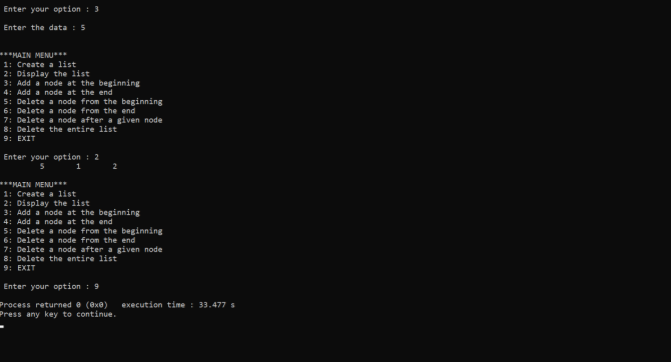 Enter your option : 3
Enter the data : 5
***MAIN MENU***
1: Create a list
2: Display the list
3: Add a node at the beginning
4: Add a node at the end
5: Delete a node from the beginning
6: Delete a node from the end
7: Delete a node after a given node
8: Delete the entire list
9: EXIT
Enter your option : 2
5 1 2
***MAIN MENU***
1: Create a list
2: Display the list
3: Add a node at the beginning
4: Add a node at the end
5: Delete a node from the beginning
6: Delete a node from the end
7: Delete a node after a given node
8: Delete the entire list
9: EXIT
Enter your option : 9
Process returned 0 (0x0) execution time : 33.477 s
Press any key to continue.